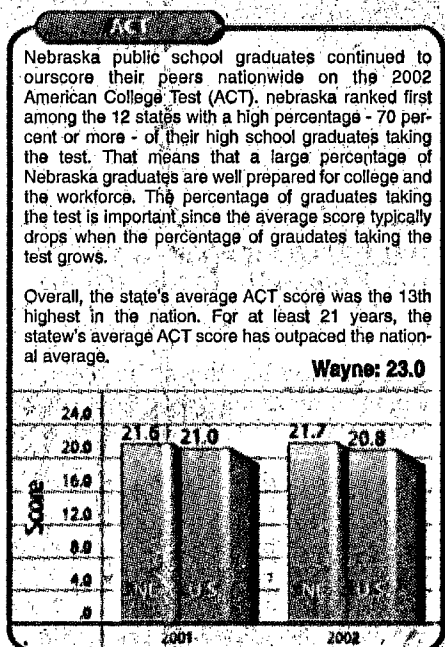 ACT
Nebraska public school graduates continued to
ourscore their peers nationwide on the 2002
American College Test (ACT). nebraska ranked first
among the 12 states with a high percentage - 70 per-
cent or more - of their high school graduates taking
the test. That means that a large percentage of
Nebraska graduates are well prepared for college and
the workforce. The percentage of graduates taking
the test is important since the average score typically
drops when the percentage of graudates taking the
test grows.
Overall, the state's average ACT score was the 13th
highest in the nation. For at least 21 years, the
statew's average ACT score has outpaced the nation-
al average.
Wayne: 23.0
24.0
21.6 21.0 21.7 20.8
20.0
16.0
Score
12.0
8.0
4.0
NE U.S. NE U.S.
.0
2001 2002